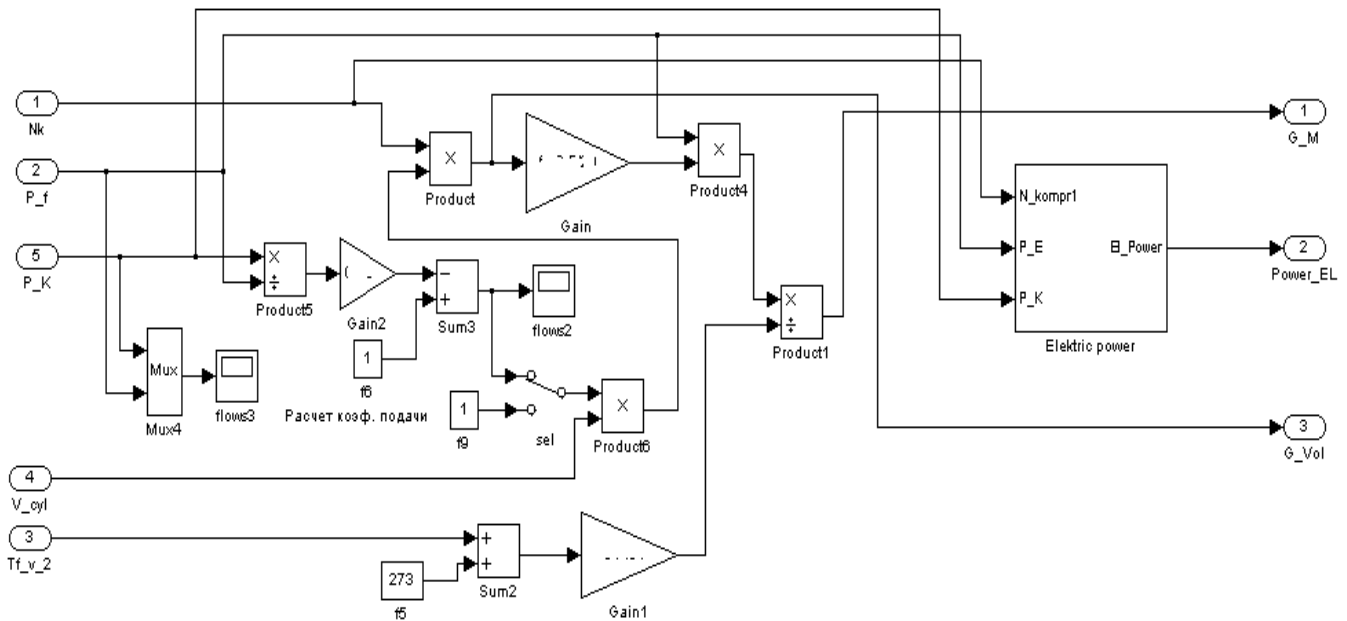 1
Nk
2
P_f
5
P_K
4
V_cyl
3
Tf_v_2
X
÷
Product5
Gain2
−
+
Sum3
1
f6
flows2
Mux
Mux4
flows3
Расчет коэф. подачи
1
f9
sel
X
Product6
273
f5
+
+
Sum2
Gain1
X
Product
Gain
X
Product4
X
÷
Product1
N_kompr1
P_E
P_K
El_Power
Elektric power
1
G_M
2
Power_EL
3
G_Vol